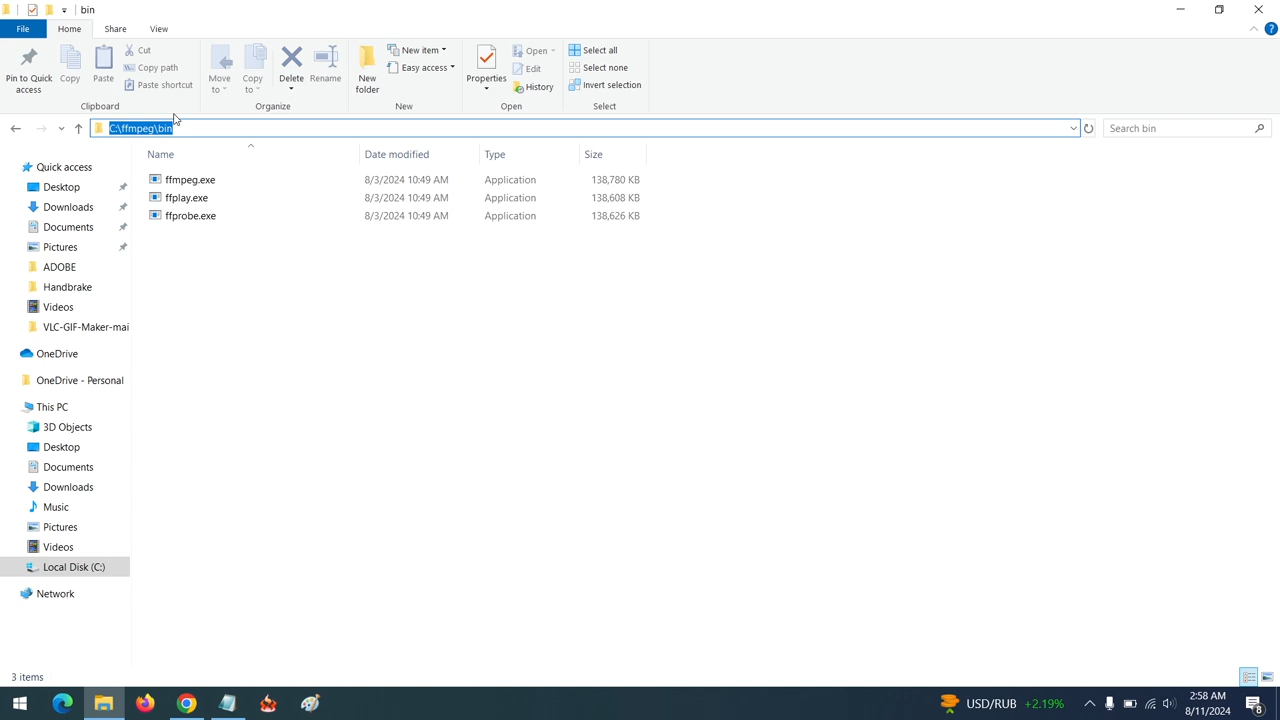 bin
File Home Share View
Pin to Quick access
Copy
Paste
Cut
Copy path
Paste shortcut
Clipboard
Move to
Copy to
Delete
Rename
Organize
New folder
New item
Easy access
New
Properties
Open
Edit
History
Open
Select all
Select none
Invert selection
Select
C:\ffmpeg\bin
Search bin
Name Date modified Type Size
ffmpeg.exe 8/3/2024 10:49 AM Application 138,780 KB
ffplay.exe 8/3/2024 10:49 AM Application 138,608 KB
ffprobe.exe 8/3/2024 10:49 AM Application 138,626 KB
Quick access
Desktop
Downloads
Documents
Pictures
ADOBE
Handbrake
Videos
VLC-GIF-Maker-mai
OneDrive
OneDrive - Personal
This PC
3D Objects
Desktop
Documents
Downloads
Music
Pictures
Videos
Local Disk (C:)
Network
3 items
USD/RUB +2.19%
2:58 AM
8/11/2024
8